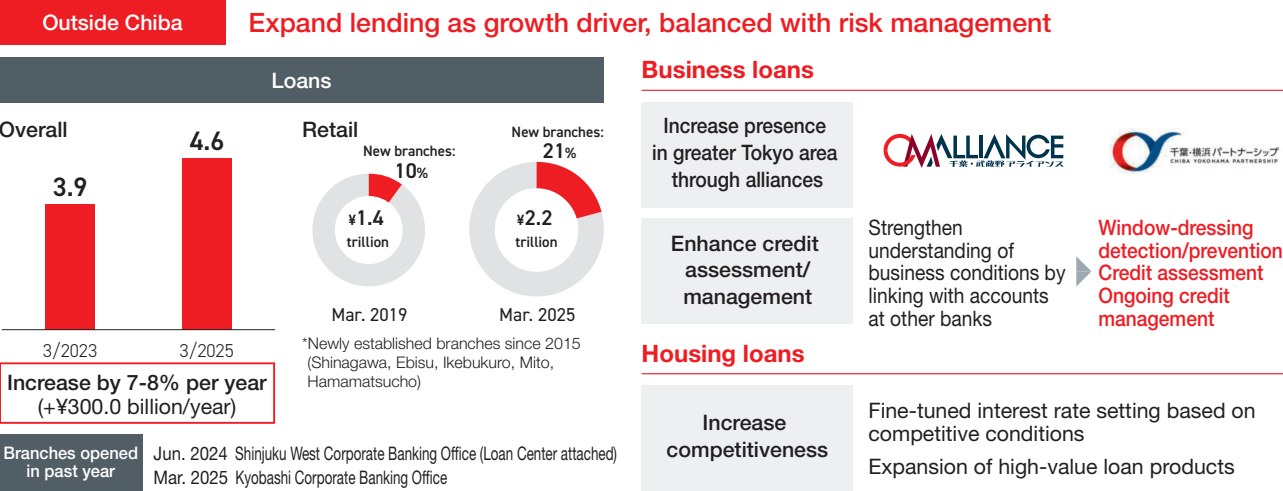 Outside Chiba
Expand lending as growth driver, balanced with risk management
Loans
Overall
3.9
4.6
3/2023
3/2025
Increase by 7-8% per year
(+¥300.0 billion/year)
Retail
New branches:
10%
¥1.4
trillion
Mar. 2019
New branches:
21%
¥2.2
trillion
Mar. 2025
*Newly established branches since 2015
(Shinagawa, Ebisu, Ikebukuro, Mito,
Hamamatsucho)
Branches opened
in past year
Jun. 2024 Shinjuku West Corporate Banking Office (Loan Center attached)
Mar. 2025 Kyobashi Corporate Banking Office
Business loans
Increase presence
in greater Tokyo area
through alliances
CMALLIANCE
千葉・武蔵野アライアンス
千葉・横浜パートナーシップ
CHIBA YOKOHAMA PARTNERSHIP
Enhance credit
assessment/
management
Strengthen
understanding of
business conditions by
linking with accounts
at other banks
Window-dressing
detection/prevention
Credit assessment
Ongoing credit
management
Housing loans
Increase
competitiveness
Fine-tuned interest rate setting based on
competitive conditions
Expansion of high-value loan products